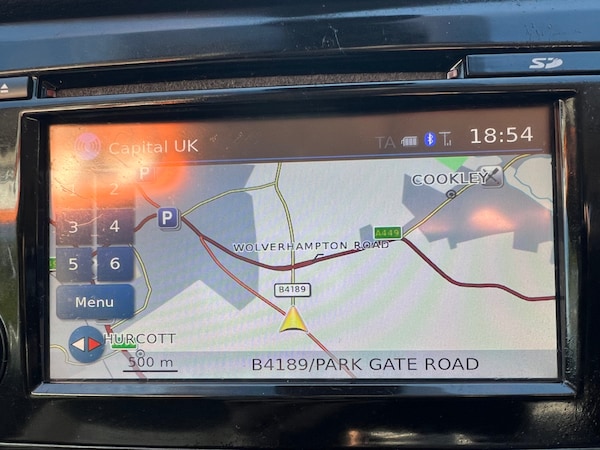 SD
Capital UK
TA
18:54
1 2
P
COOKLEY
3 4
P
A449
WOLVERHAMPTON ROAD
5 6
B4189
Menu
HURCOTT
500 m
B4189/PARK GATE ROAD